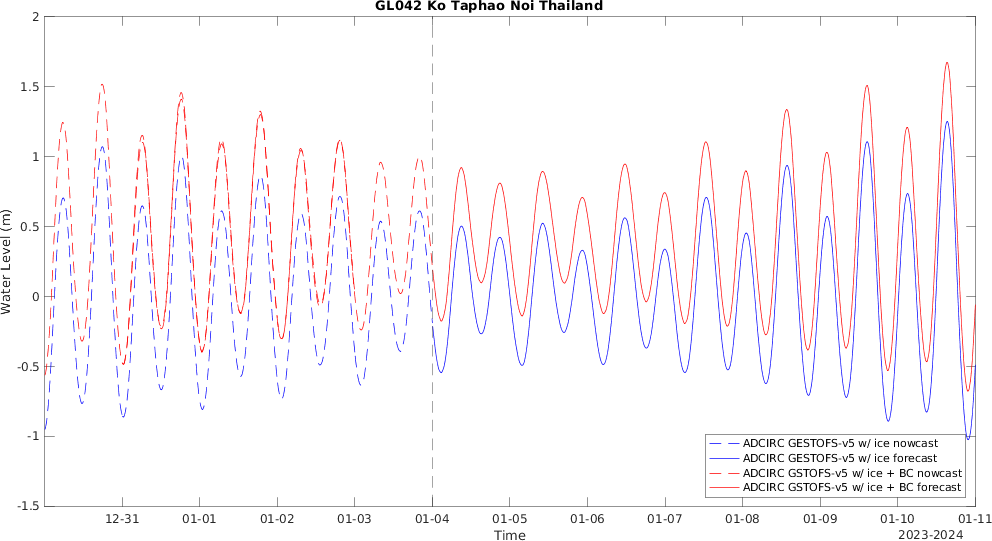 GL042 Ko Taphao Noi Thailand
2
1.5
1
0.5
0
-0.5
-1
-1.5
Water Level (m)
12-31 01-01 01-02 01-03 01-04 01-05 01-06 01-07 01-08 01-09 01-10 01-11
Time
2023-2024
ADCIRC GESTOFS-v5 w/ ice nowcast
ADCIRC GESTOFS-v5 w/ ice forecast
ADCIRC GSTOFS-v5 w/ ice + BC nowcast
ADCIRC GSTOFS-v5 w/ ice + BC forecast